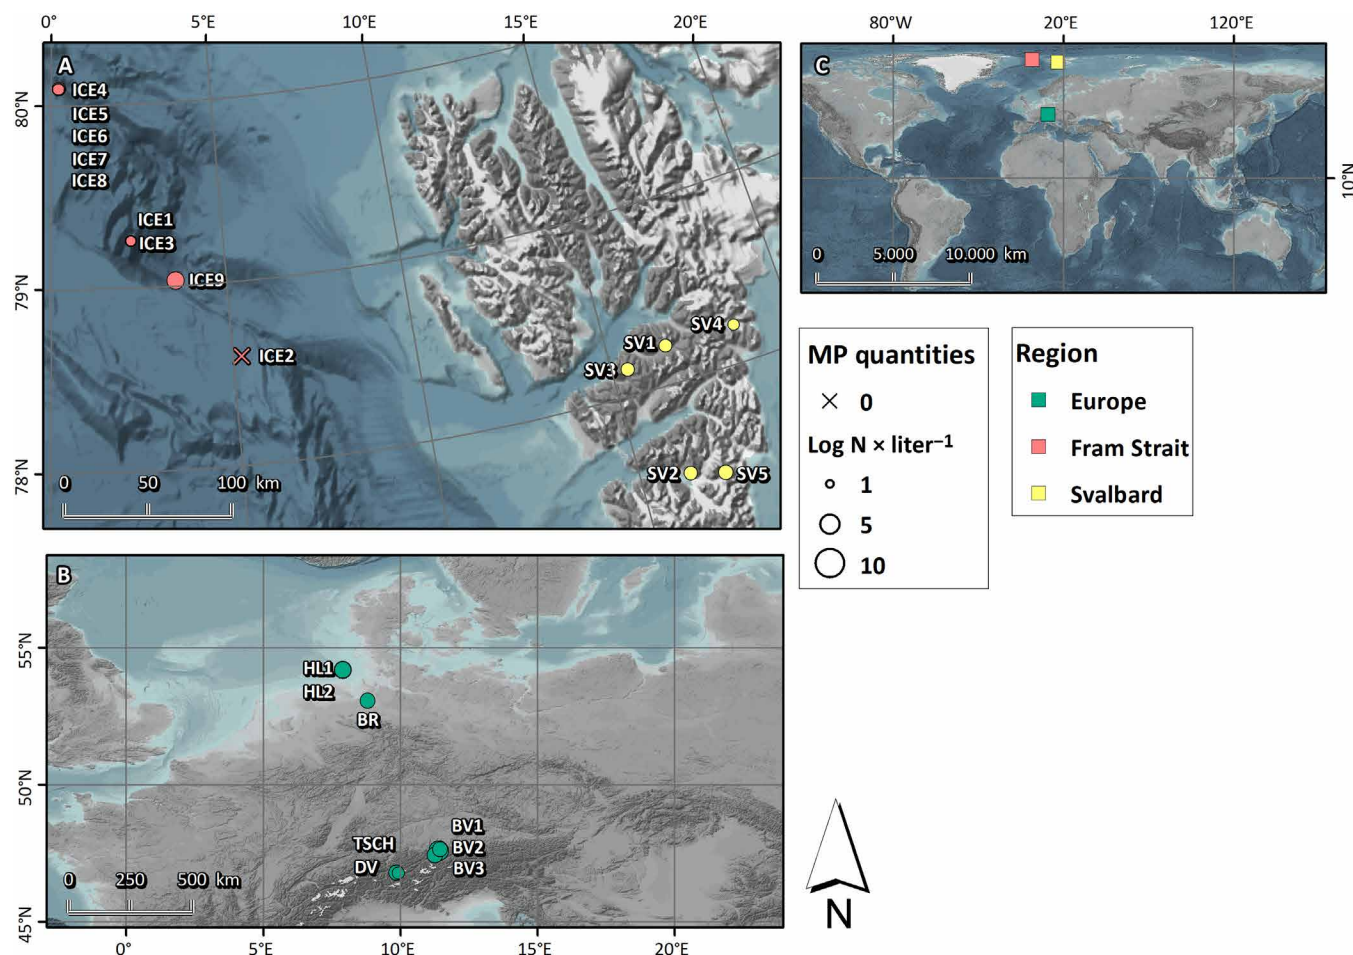 0°
5°E
10°E
15°E
20°E
80°N
79°N
78°N
A
ICE4
ICE5
ICE6
ICE7
ICE8
ICE1
ICE3
ICE9
ICE2
SV4
SV1
SV3
SV2
SV5
0 50 100 km
80°W
20°E
120°E
C
10°N
0 5.000 10.000 km
MP quantities
0
Log N × liter⁻¹
1
5
10
Region
Europe
Fram Strait
Svalbard
B
55°N
50°N
45°N
HL1
HL2
BR
BV1
TSCH
BV2
DV
BV3
0 250 500 km
0°
5°E
10°E
15°E
20°E
N